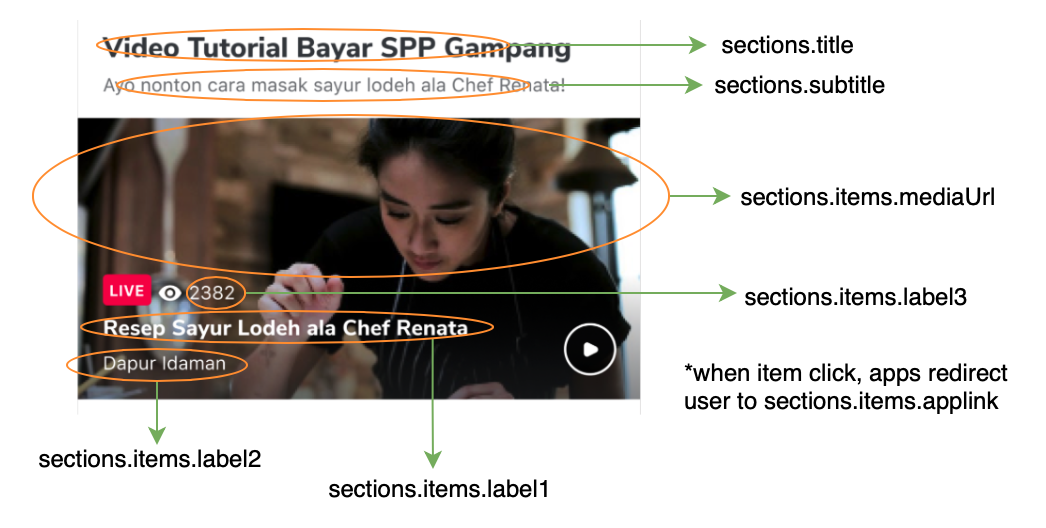 Video Tutorial Bayar SPP Gampang
sections.title
Ayo nonton cara masak sayur lodeh ala Chef Renata!
sections.subtitle
sections.items.mediaUrl
LIVE 2382
sections.items.label3
Resep Sayur Lodeh ala Chef Renata
Dapur Idaman
*when item click, apps redirect
user to sections.items.applink
sections.items.label2
sections.items.label1